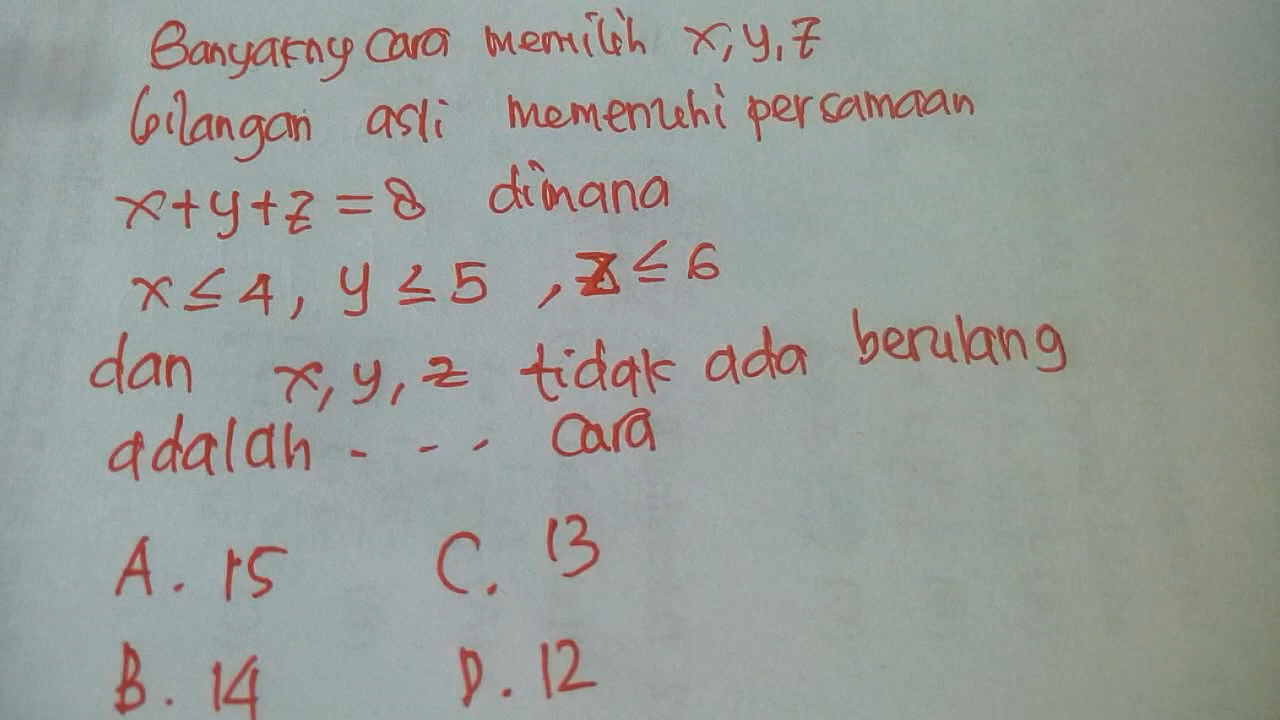 Banyakny cara memilih x, y, z
bilangan asli memenuhi persamaan
x+y+z = 8 dimana
x ≤ 4, y ≤ 5 , z ≤ 6
dan x, y, z tidak ada berulang
adalah - - - cara
A. 15 C. 13
B. 14 D. 12